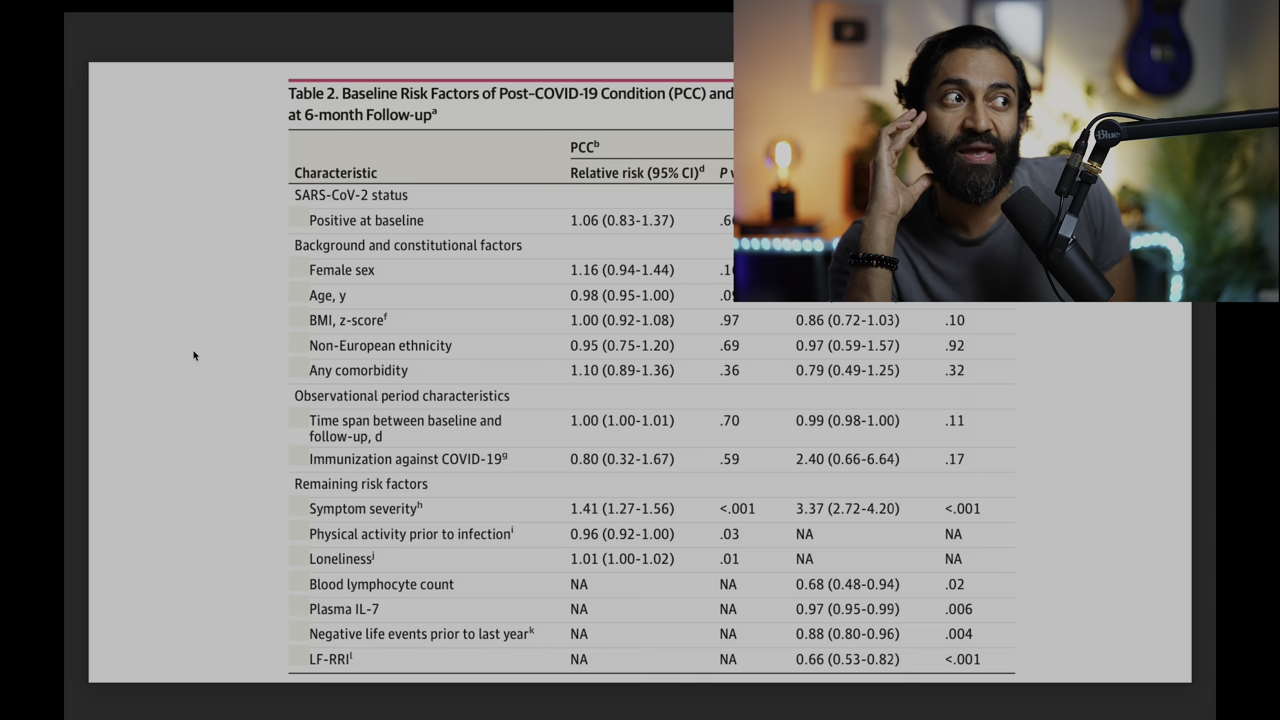 Table 2. Baseline Risk Factors of Post–COVID-19 Condition (PCC) and
at 6-month Follow-upᵃ
PCCᵇ
Characteristic Relative risk (95% CI)ᵈ P
SARS-CoV-2 status
Positive at baseline 1.06 (0.83-1.37)
Background and constitutional factors
Female sex 1.16 (0.94-1.44)
Age, y 0.98 (0.95-1.00)
BMI, z-scoreᶠ 1.00 (0.92-1.08) .97 0.86 (0.72-1.03) .10
Non-European ethnicity 0.95 (0.75-1.20) .69 0.97 (0.59-1.57) .92
Any comorbidity 1.10 (0.89-1.36) .36 0.79 (0.49-1.25) .32
Observational period characteristics
Time span between baseline and 1.00 (1.00-1.01) .70 0.99 (0.98-1.00) .11
follow-up, d
Immunization against COVID-19ᵍ 0.80 (0.32-1.67) .59 2.40 (0.66-6.64) .17
Remaining risk factors
Symptom severityʰ 1.41 (1.27-1.56) <.001 3.37 (2.72-4.20) <.001
Physical activity prior to infectionⁱ 0.96 (0.92-1.00) .03 NA NA
Lonelinessʲ 1.01 (1.00-1.02) .01 NA NA
Blood lymphocyte count NA NA 0.68 (0.48-0.94) .02
Plasma IL-7 NA NA 0.97 (0.95-0.99) .006
Negative life events prior to last yearᵏ NA NA 0.88 (0.80-0.96) .004
LF-RRIˡ NA NA 0.66 (0.53-0.82) <.001
Blue